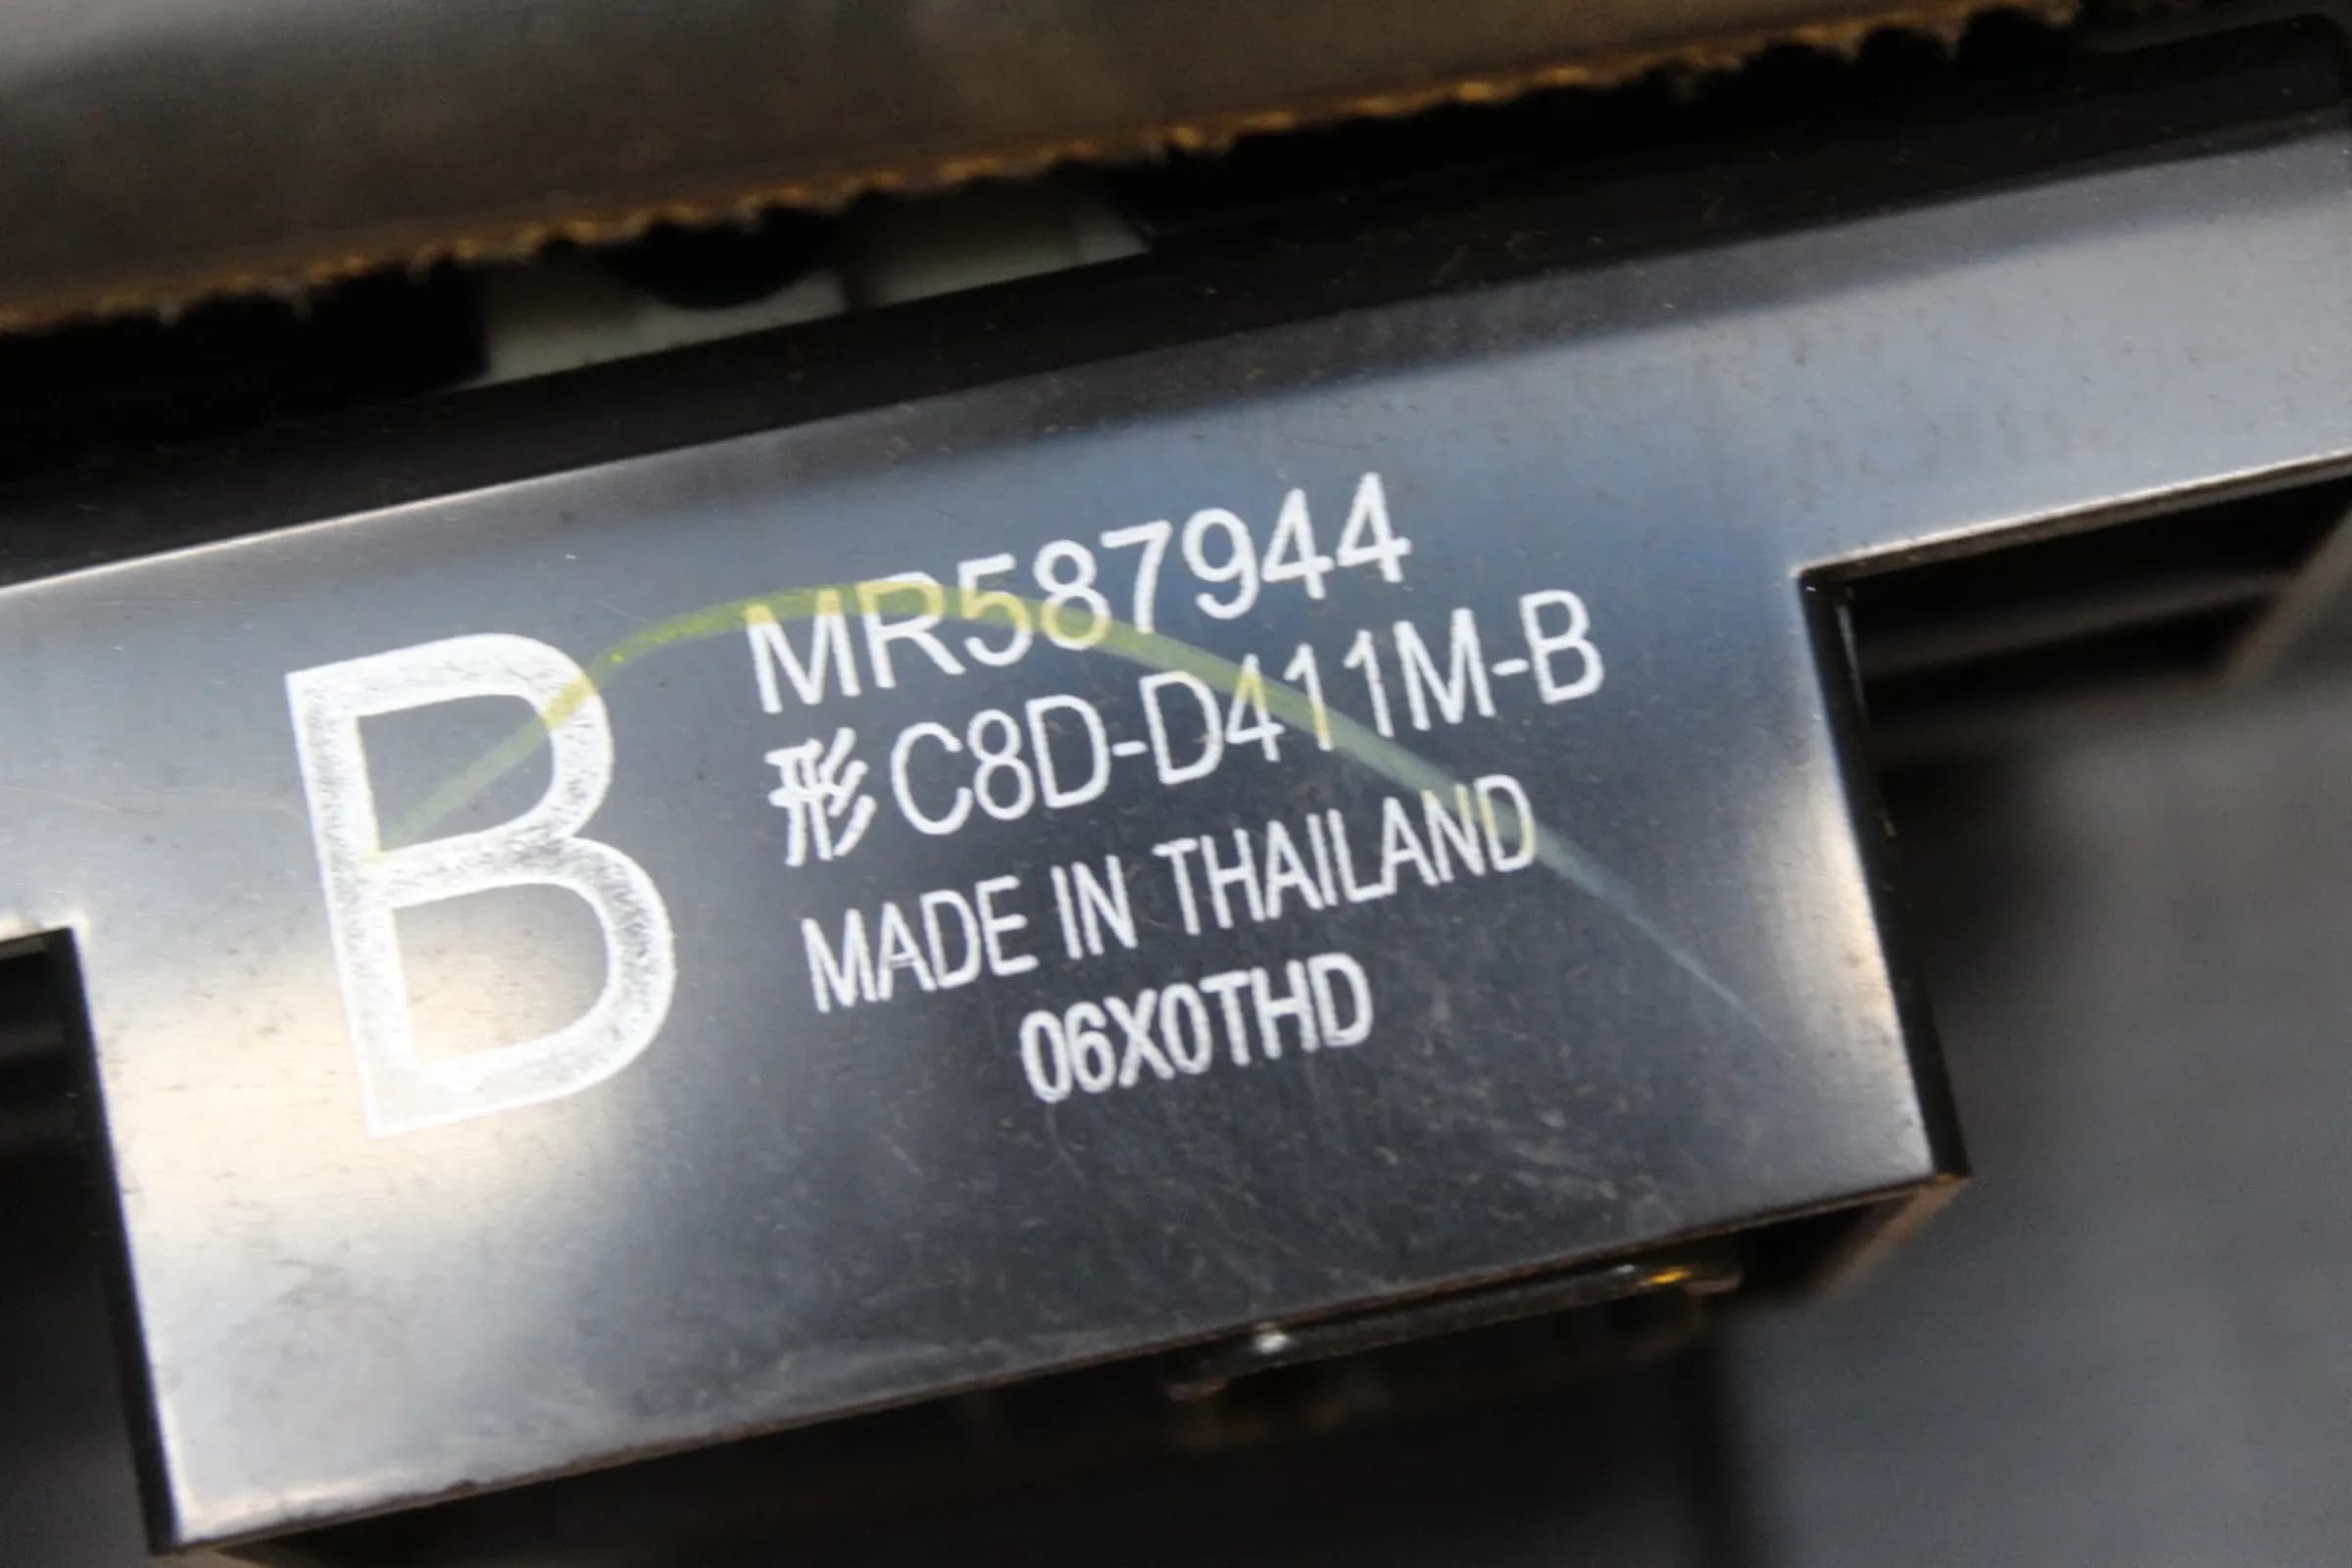 B
MR587944
形C8D-D411M-B
MADE IN THAILAND
06X0THD